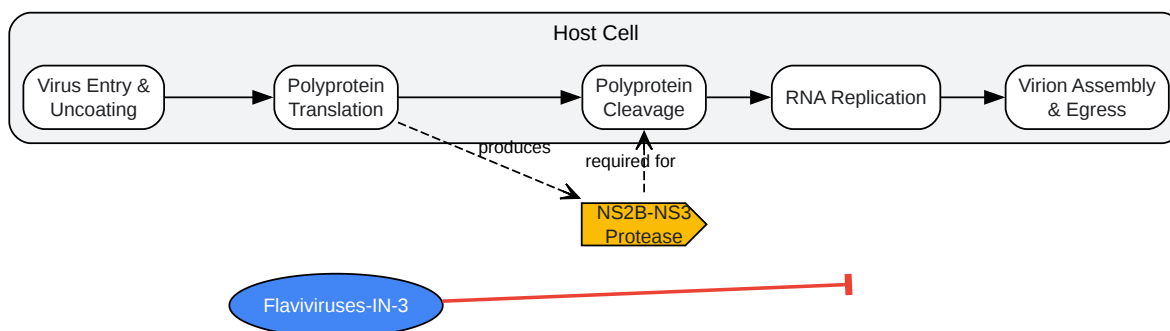 Host Cell
Virus Entry &
Uncoating
Polyprotein
Translation
Polyprotein
Cleavage
RNA Replication
Virion Assembly
& Egress
produces
required for
NS2B-NS3
Protease
Flaviviruses-IN-3